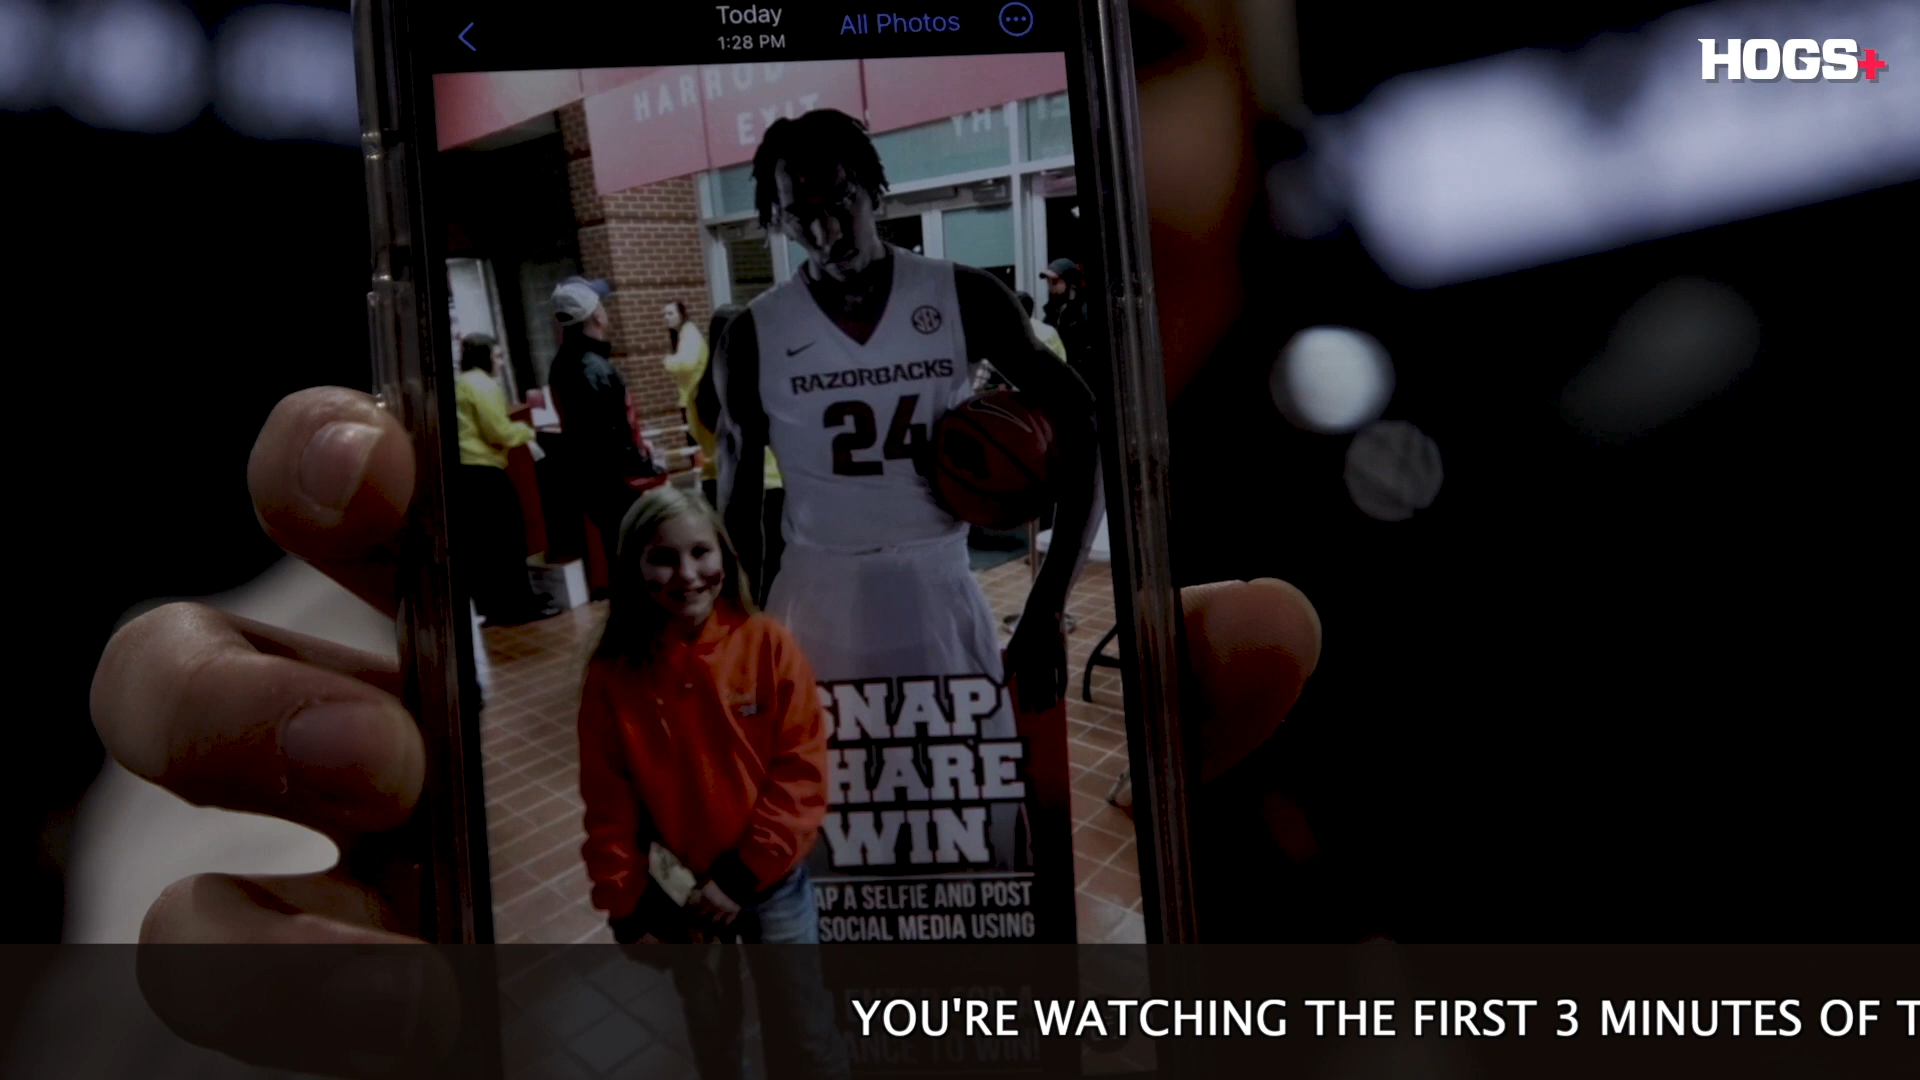 Today
1:28 PM
All Photos
HOGS+
EXIT
SEC
RAZORBACKS
24
SNAP
HARE
WIN
AP A SELFIE AND POST
SOCIAL MEDIA USING
YOU'RE WATCHING THE FIRST 3 MINUTES OF T